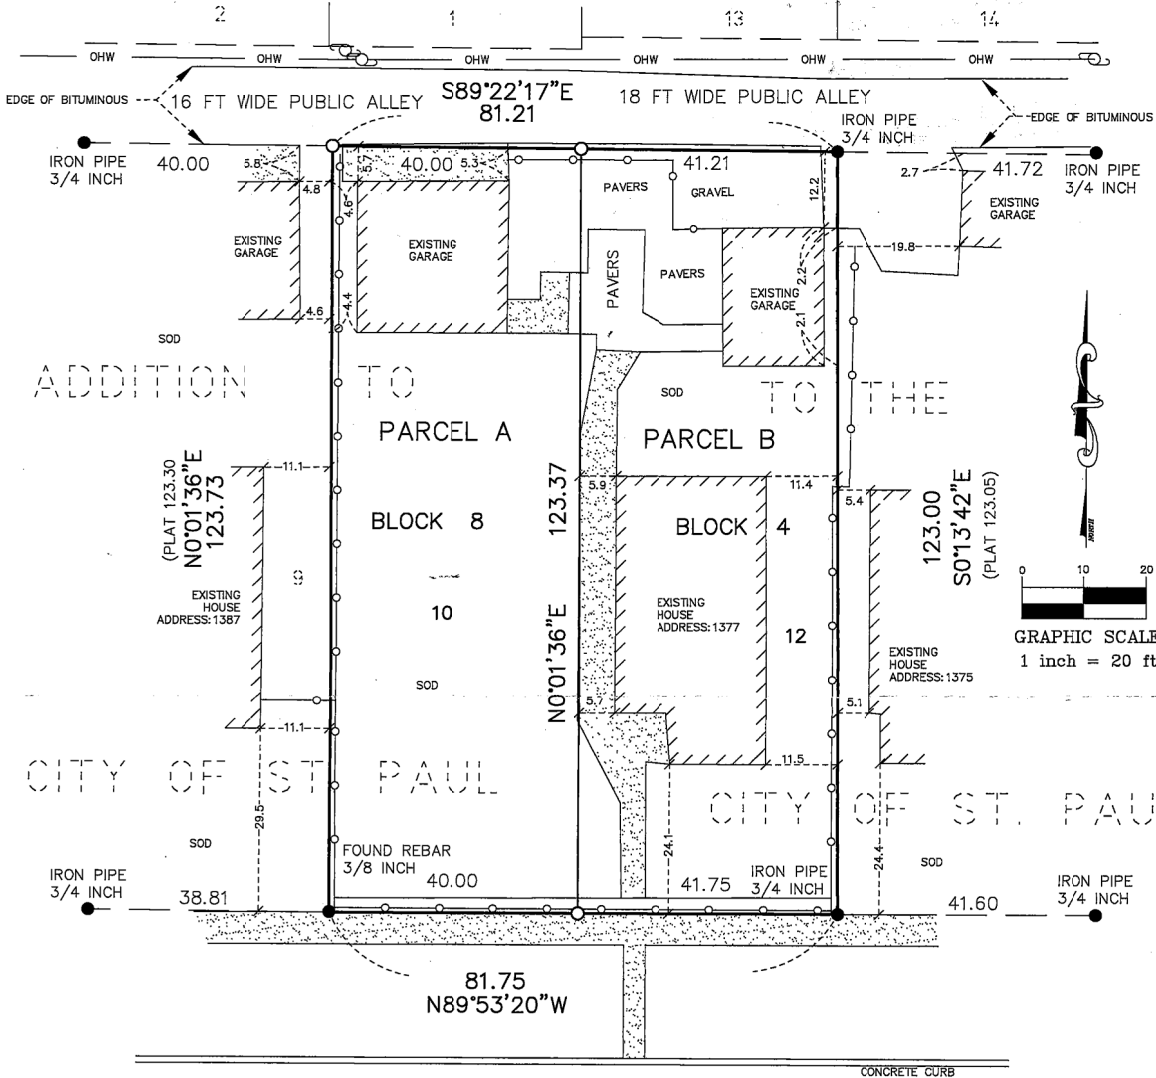 2
1
13
14
OHW
OHW
OHW
OHW
OHW
OHW
EDGE OF BITUMINOUS
16 FT WIDE PUBLIC ALLEY
S89°22'17"E
81.21
18 FT WIDE PUBLIC ALLEY
EDGE OF BITUMINOUS
IRON PIPE
3/4 INCH
IRON PIPE
3/4 INCH
40.00
5.8
5.7
40.00
5.3
41.21
2.7
41.72
IRON PIPE
3/4 INCH
4.8
4.6
PAVERS
GRAVEL
12.2
EXISTING
GARAGE
EXISTING
GARAGE
EXISTING
GARAGE
19.8
PAVERS
PAVERS
2.2
EXISTING
GARAGE
2.1
4.6
4.4
SOD
ADDITION TO
TO THE
SOD
PARCEL A
PARCEL B
11.1
(PLAT 123.30
N0°01'36"E
123.73
123.37
N0°01'36"E
5.9
11.4
5.4
123.00
S0°13'42"E
(PLAT 123.05)
NORTH
BLOCK 8
BLOCK 4
9
10
12
EXISTING
HOUSE
ADDRESS:1387
EXISTING
HOUSE
ADDRESS:1377
EXISTING
HOUSE
ADDRESS:1375
0
10
20
GRAPHIC SCALE
1 inch = 20 ft
SOD
11.1
5.7
5.1
11.5
CITY OF ST. PAUL
CITY OF ST. PAU
29.5
24.1
24.4
SOD
SOD
FOUND REBAR
3/8 INCH
IRON PIPE
3/4 INCH
IRON PIPE
3/4 INCH
IRON PIPE
3/4 INCH
38.81
40.00
41.75
41.60
81.75
N89°53'20"W
CONCRETE CURB